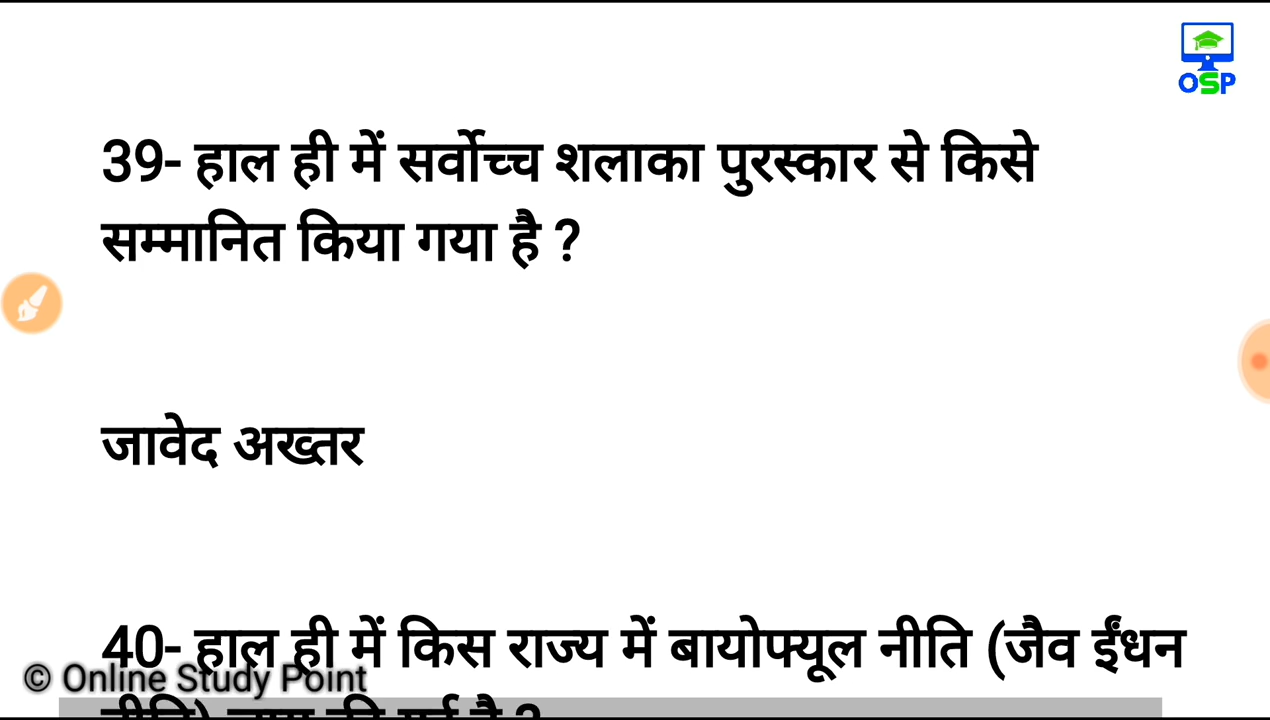 OSP
39- हाल ही में सर्वोच्च शलाका पुरस्कार से किसे
सम्मानित किया गया है ?
जावेद अख्तर
40- हाल ही में किस राज्य में बायोफ्यूल नीति (जैव ईंधन
© Online Study Point